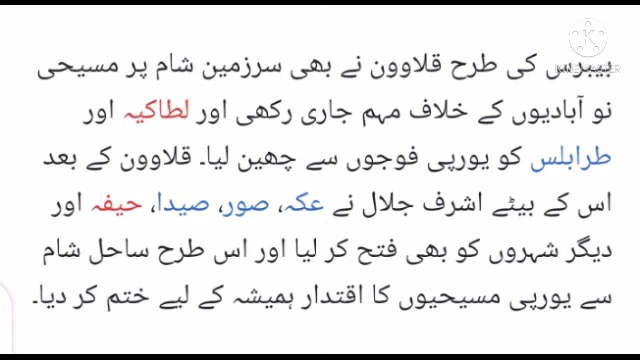 بیبرس کی طرح قلاوون نے بھی سرزمین شام پر مسیحی
نو آبادیوں کے خلاف مہم جاری رکھی اور لطاکیہ اور
طرابلس کو یورپی فوجوں سے چھین لیا۔ قلاوون کے بعد
اس کے بیٹے اشرف جلال نے عکہ، صور، صیدا، حیفہ اور
دیگر شہروں کو بھی فتح کر لیا اور اس طرح ساحل شام
سے یورپی مسیحیوں کا اقتدار ہمیشہ کے لیے ختم کر دیا۔